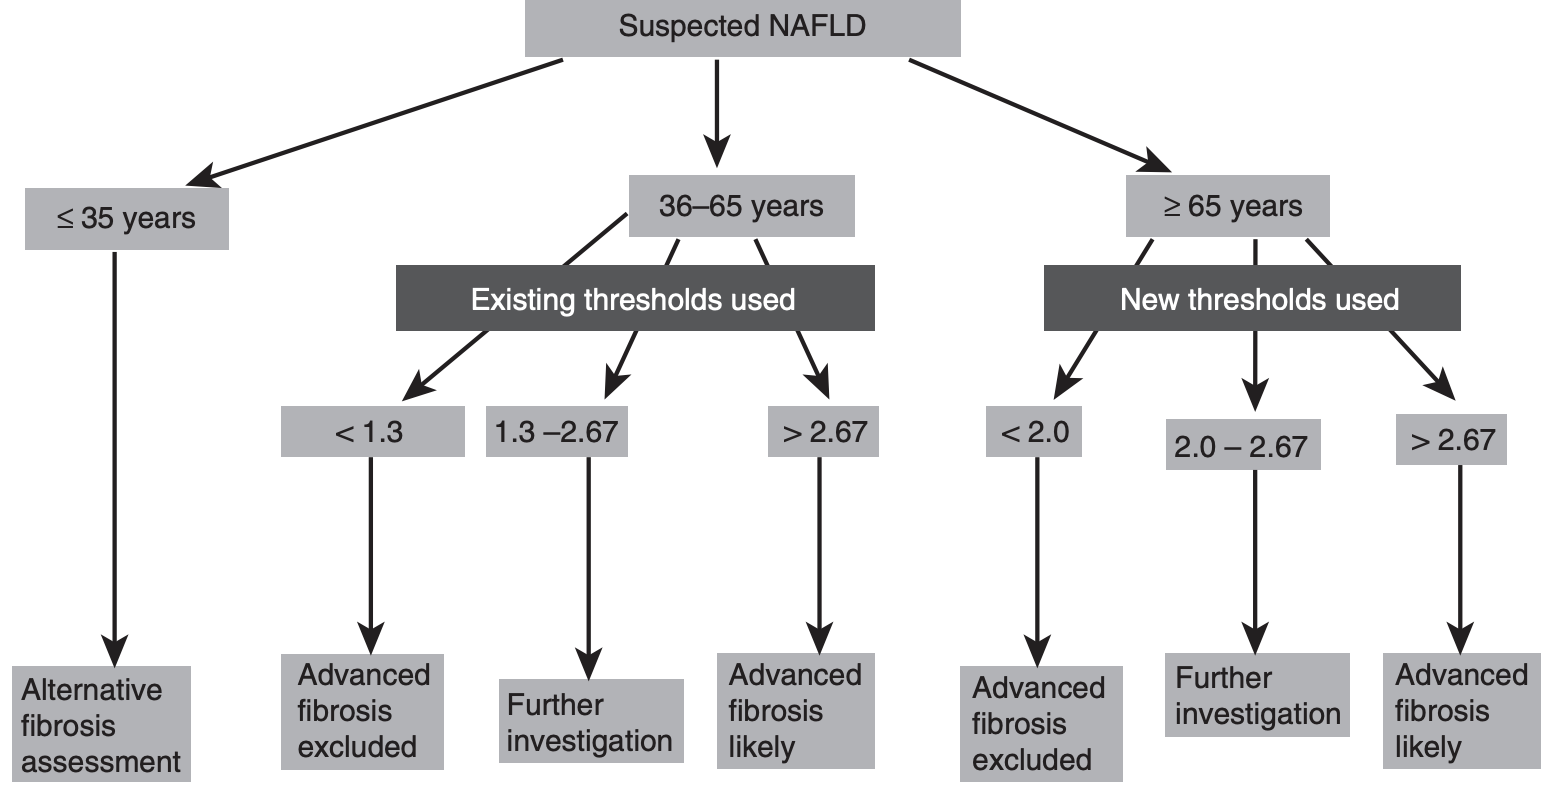 Suspected NAFLD
≤ 35 years
36–65 years
≥ 65 years
Existing thresholds used
New thresholds used
< 1.3
1.3 –2.67
> 2.67
< 2.0
2.0 – 2.67
> 2.67
Alternative
fibrosis
assessment
Advanced
fibrosis
excluded
Further
investigation
Advanced
fibrosis
likely
Advanced
fibrosis
excluded
Further
investigation
Advanced
fibrosis
likely